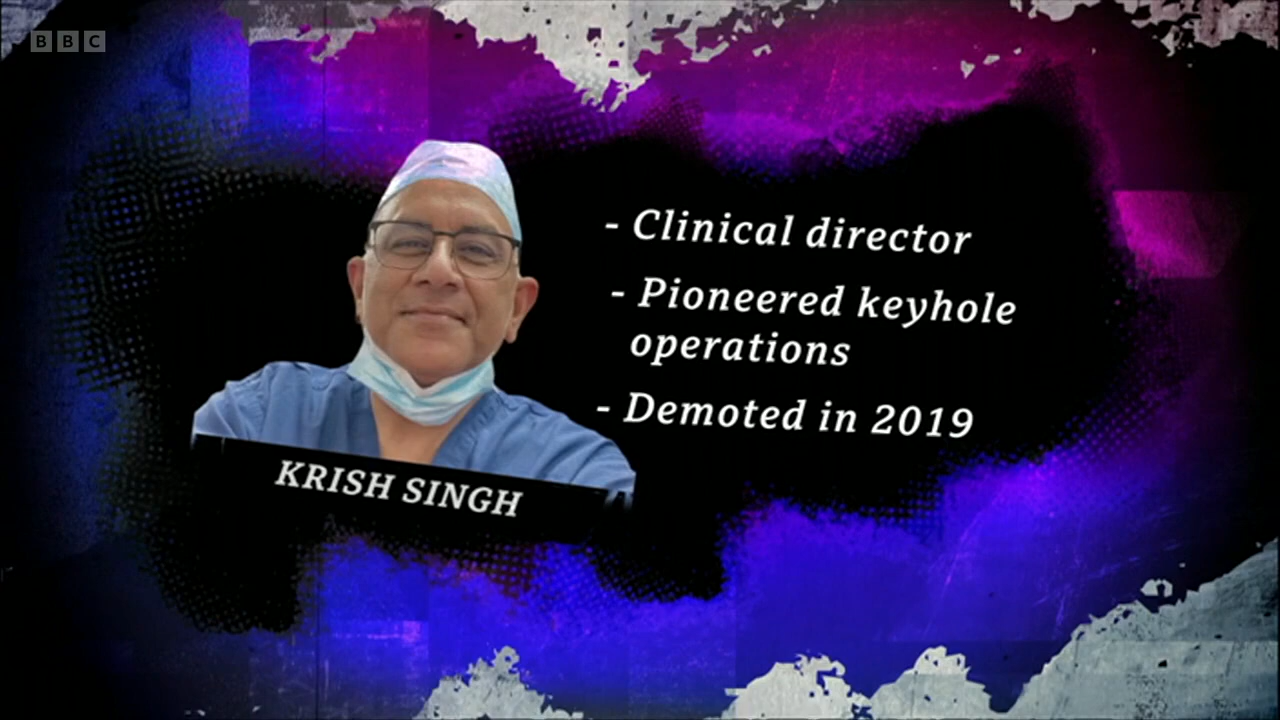 BBC
- Clinical director
- Pioneered keyhole
operations
- Demoted in 2019
KRISH SINGH